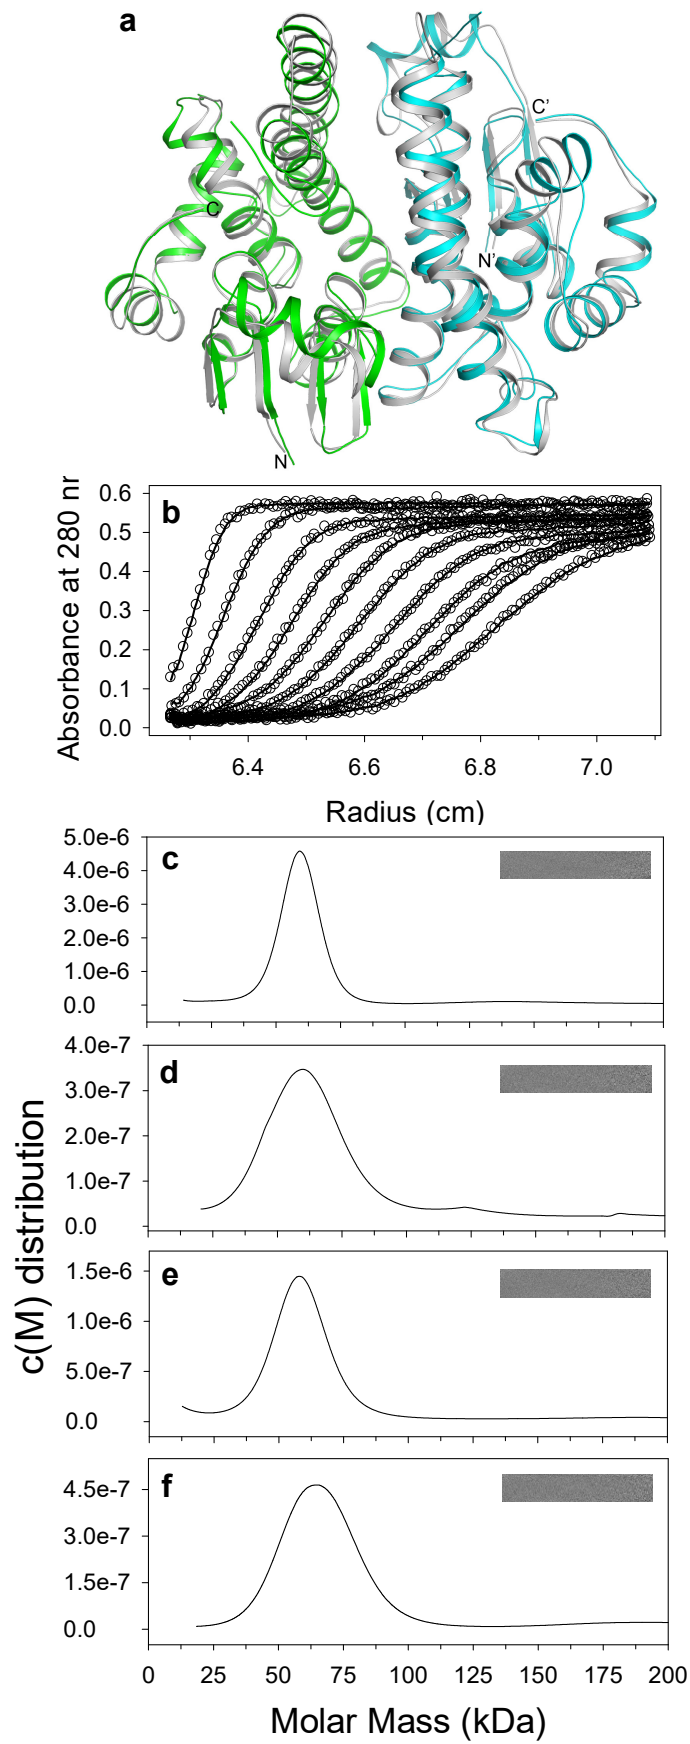 a
C
C'
N'
N
b
Absorbance at 280 nr
0.6
0.5
0.4
0.3
0.2
0.1
0.0
6.4 6.6 6.8 7.0
Radius (cm)
c(M) distribution
c
5.0e-6
4.0e-6
3.0e-6
2.0e-6
1.0e-6
0.0
d
4.0e-7
3.0e-7
2.0e-7
1.0e-7
0.0
e
1.5e-6
1.0e-6
5.0e-7
0.0
f
4.5e-7
3.0e-7
1.5e-7
0.0
0 25 50 75 100 125 150 175 200
Molar Mass (kDa)